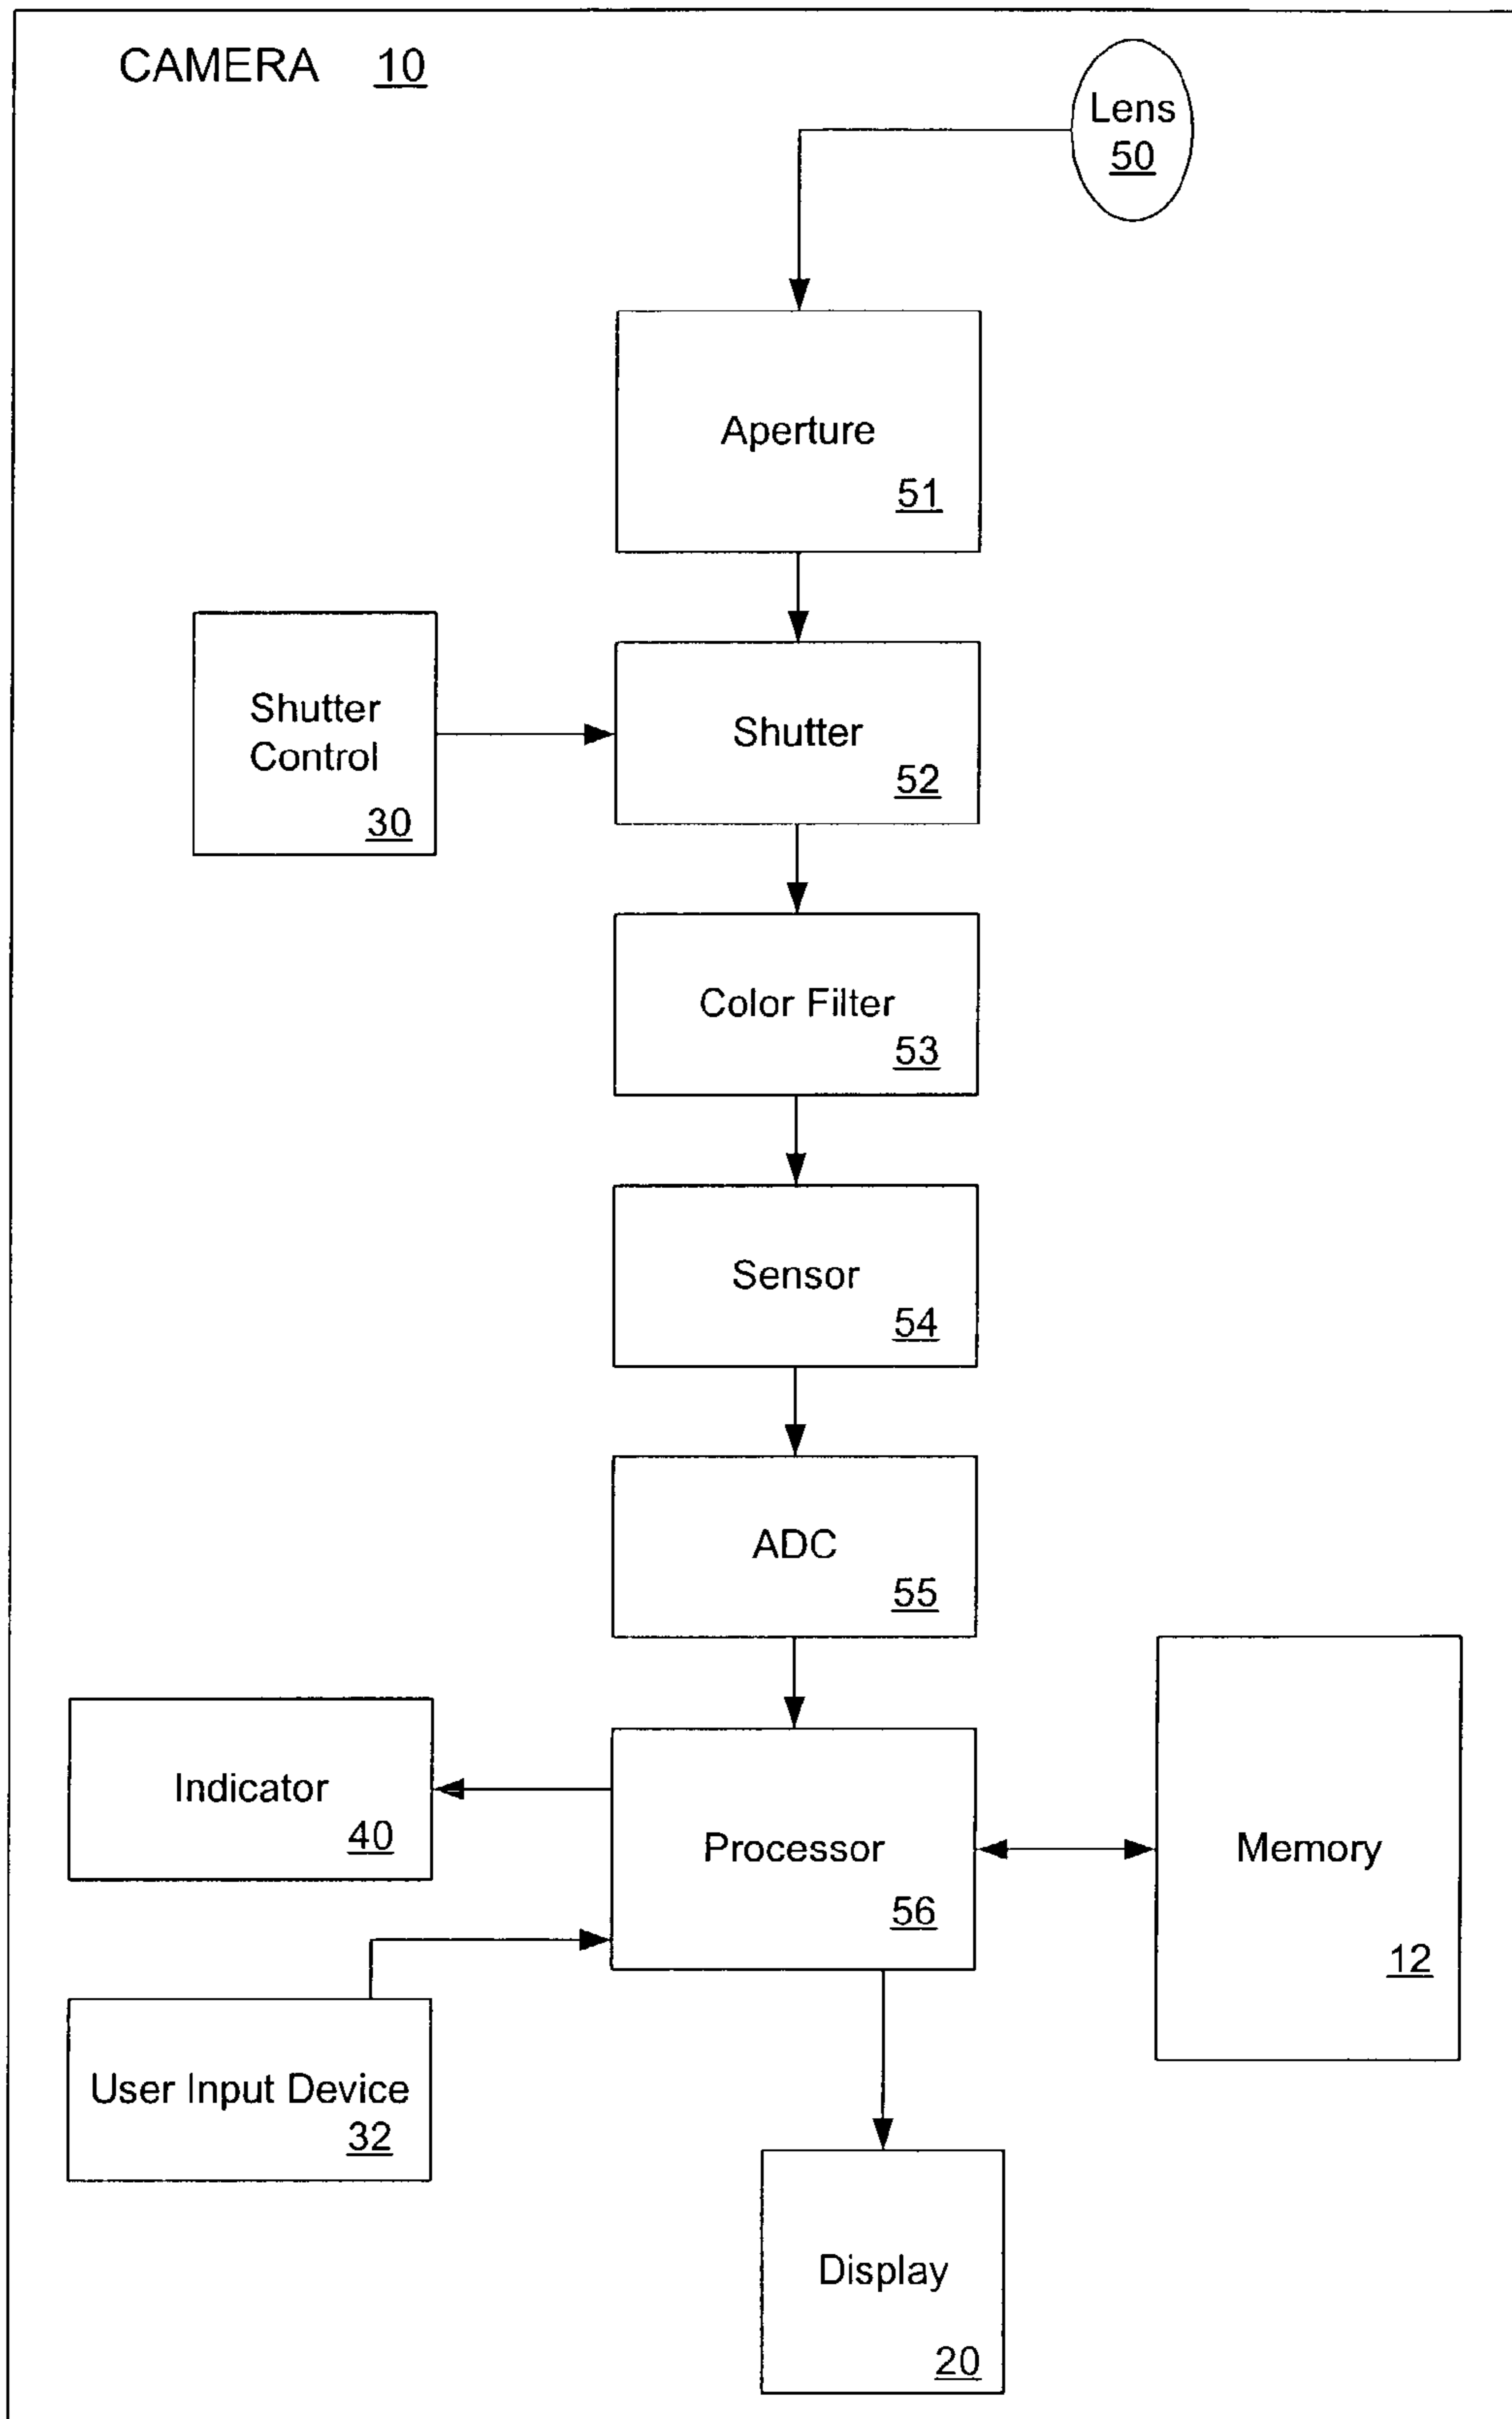 CAMERA 10
Lens
50
Aperture
51
Shutter
Control
30
Shutter
52
Color Filter
53
Sensor
54
ADC
55
Indicator
40
Processor
56
Memory
12
User Input Device
32
Display
20